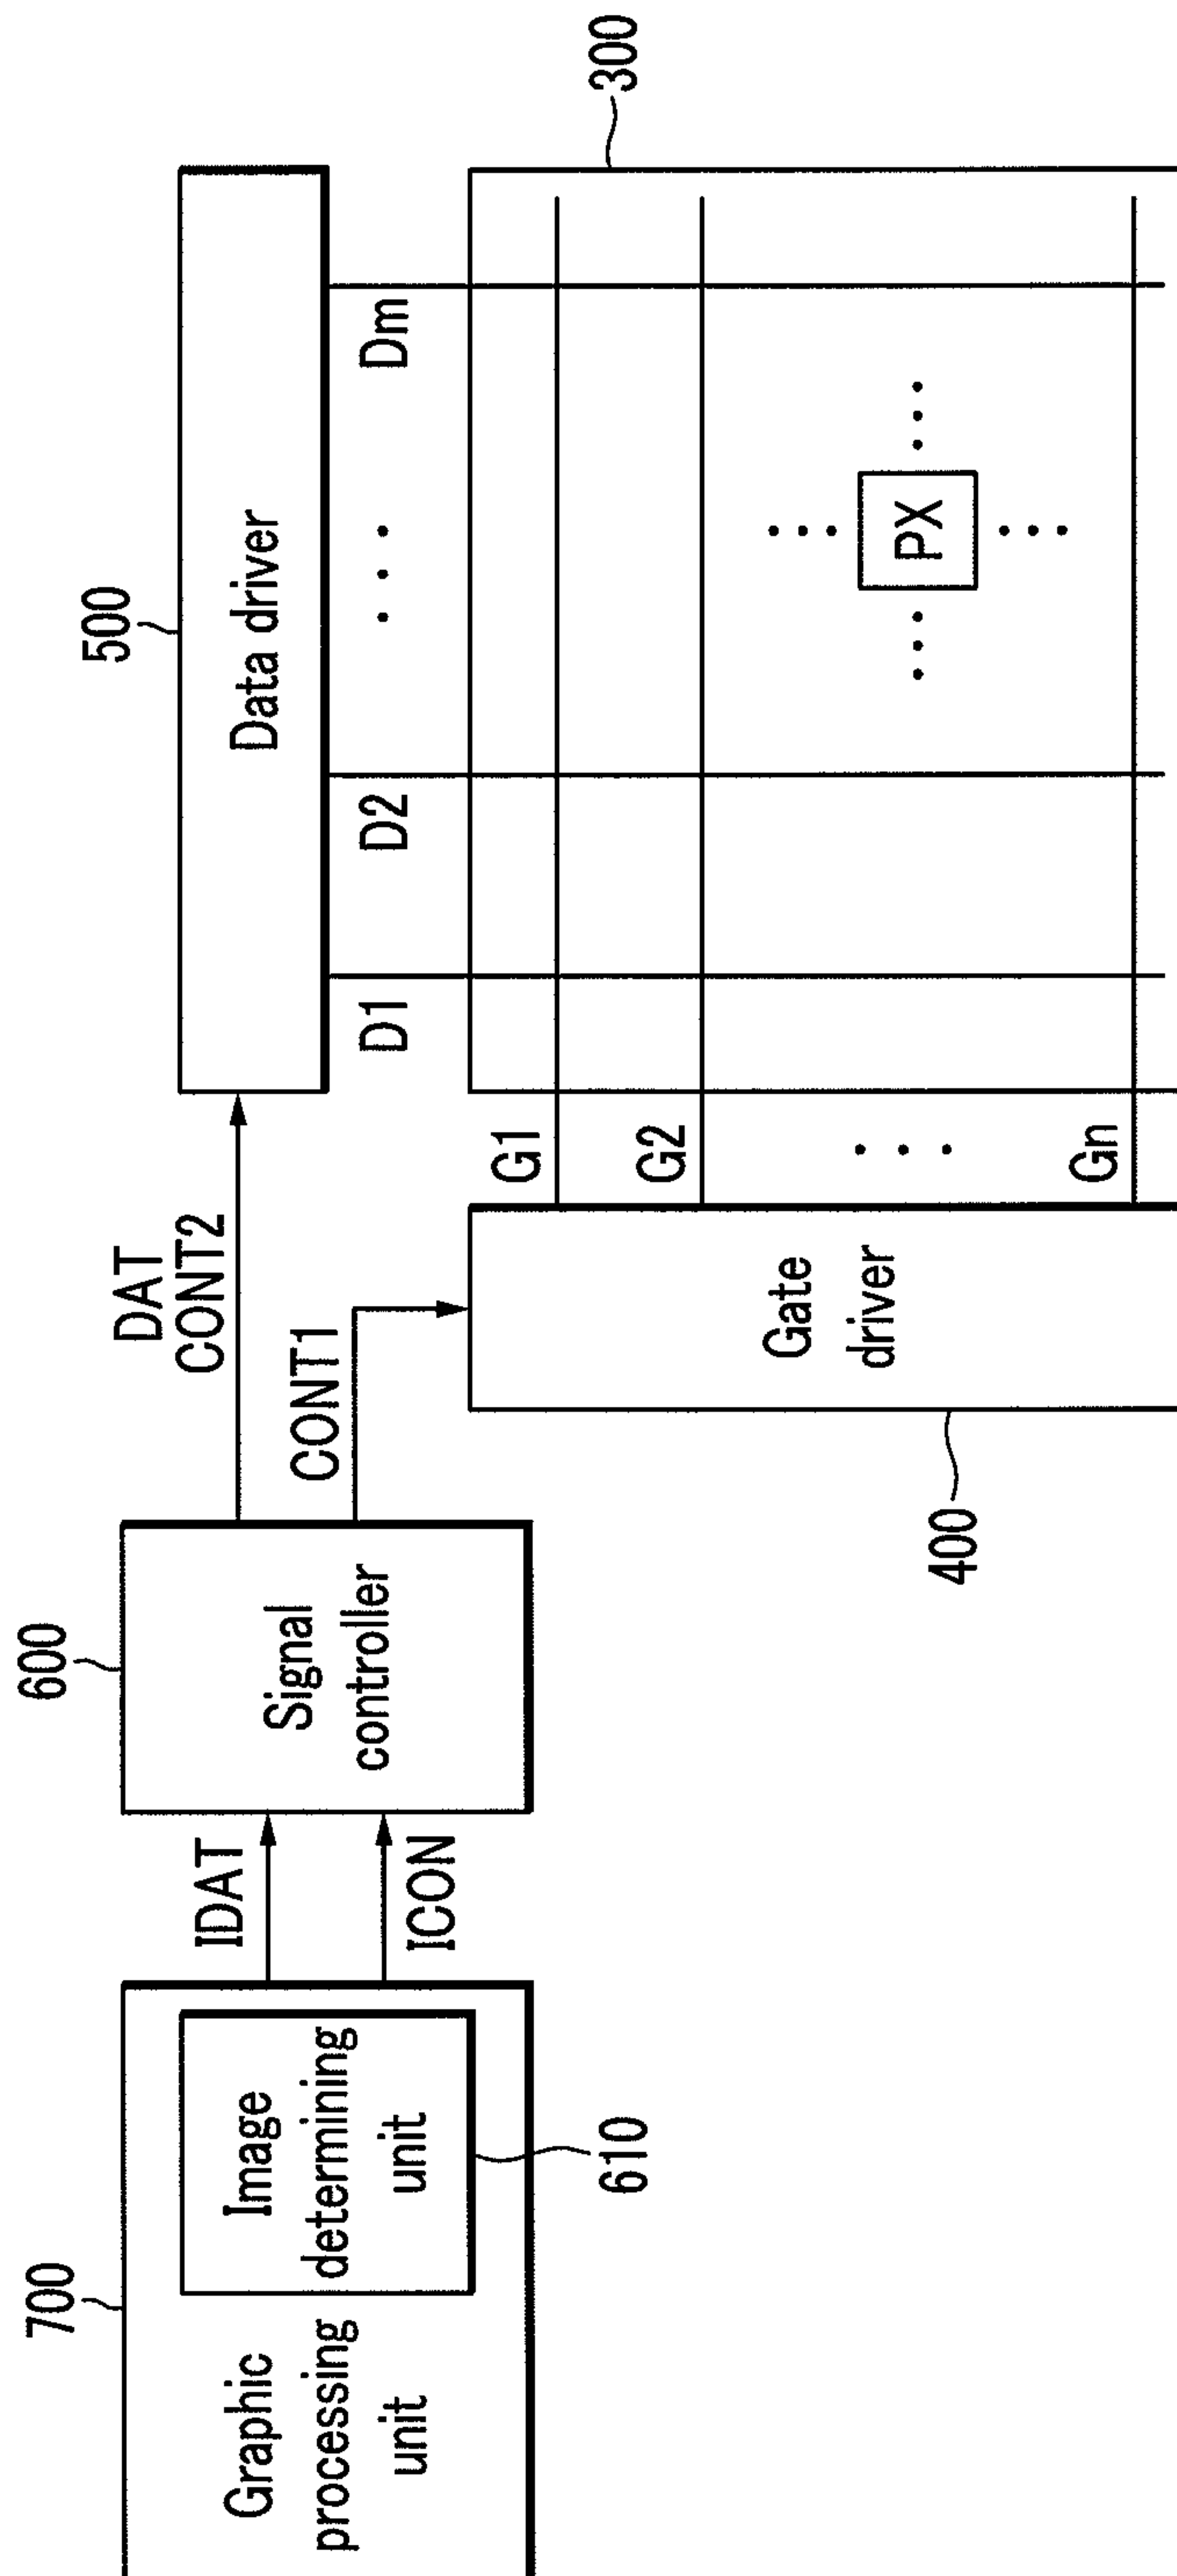 700
Graphic
processing
unit
Image
determining
unit
610
IDAT
ICON
600
Signal
controller
DAT
CONT2
CONT1
500
Data driver
D1
D2
Dm
400
Gate
driver
G1
G2
Gn
300
PX